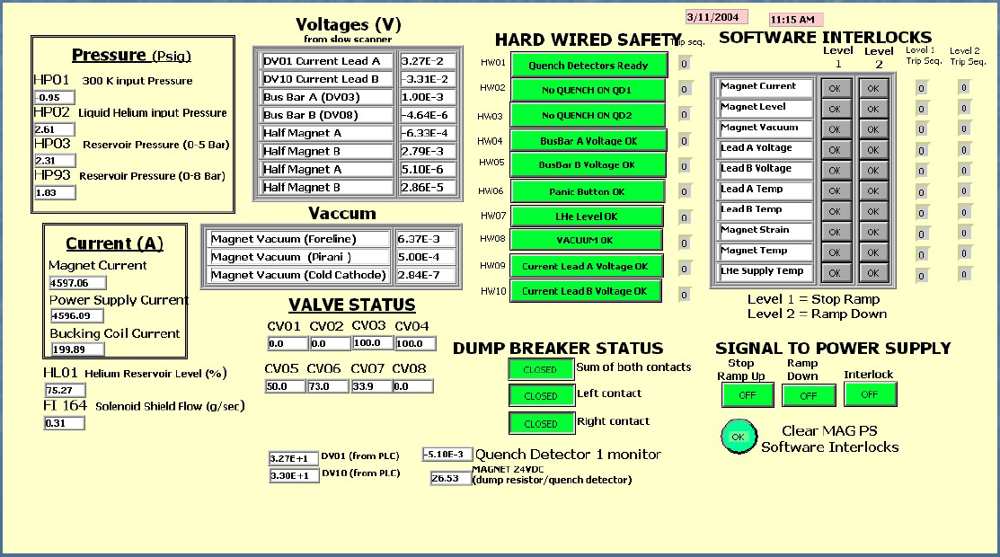 3/11/2004
11:15 AM
Pressure (Psig)
HP01 300 K input Pressure
-0.95
HP02 Liquid Helium input Pressure
2.61
HP03 Reservoir Pressure (0-5 Bar)
2.31
HP93 Reservoir Pressure (0-8 Bar)
1.83
Current (A)
Magnet Current
4597.06
Power Supply Current
4596.09
Bucking Coil Current
199.89
HL01 Helium Reservoir Level (%)
75.27
FI 164 Solenoid Shield Flow (g/sec)
0.31
Voltages (V)
from slow scanner
DV01 Current Lead A 3.27E-2
DV10 Current Lead B -3.31E-2
Bus Bar A (DV03) 1.90E-3
Bus Bar B (DV08) -4.64E-6
Half Magnet A -6.33E-4
Half Magnet B 2.79E-3
Half Magnet A 5.10E-6
Half Magnet B 2.86E-5
Vaccum
Magnet Vacuum (Foreline) 6.37E-3
Magnet Vacuum (Pirani ) 5.00E-4
Magnet Vacuum (Cold Cathode) 2.84E-7
VALVE STATUS
CV01 CV02 CV03 CV04
0.0 0.0 100.0 100.0
CV05 CV06 CV07 CV08
50.0 73.0 33.9 0.0
3.27E+1 DV01 (from PLC)
3.30E+1 DV10 (from PLC)
-5.10E-3 Quench Detector 1 monitor
26.53 MAGNET 24VDC
(dump resistor/quench detector)
HARD WIRED SAFETY
Trip seq.
HW01 Quench Detectors Ready 0
HW02 No QUENCH ON QD1 0
HW03 No QUENCH ON QD2 0
HW04 BusBar A Voltage OK 0
HW05 BusBar B Voltage OK 0
HW06 Panic Button OK 0
HW07 LHe Level OK 0
HW08 VACUUM OK 0
HW09 Current Lead A Voltage OK 0
HW10 Current Lead B Voltage OK 0
DUMP BREAKER STATUS
CLOSED Sum of both contacts
CLOSED Left contact
CLOSED Right contact
SOFTWARE INTERLOCKS
Level 1 Level 2 Level 1 Trip Seq. Level 2 Trip Seq.
Magnet Current OK OK 0 0
Magnet Level OK OK 0 0
Magnet Vacuum OK OK 0 0
Lead A Voltage OK OK 0 0
Lead B Voltage OK OK 0 0
Lead A Temp OK OK 0 0
Lead B Temp OK OK 0 0
Magnet Strain OK OK 0 0
Magnet Temp OK OK 0 0
LHe Supply Temp OK OK 0 0
Level 1 = Stop Ramp
Level 2 = Ramp Down
SIGNAL TO POWER SUPPLY
Stop Ramp Up Ramp Down Interlock
OFF OFF OFF
OK Clear MAG PS
Software Interlocks